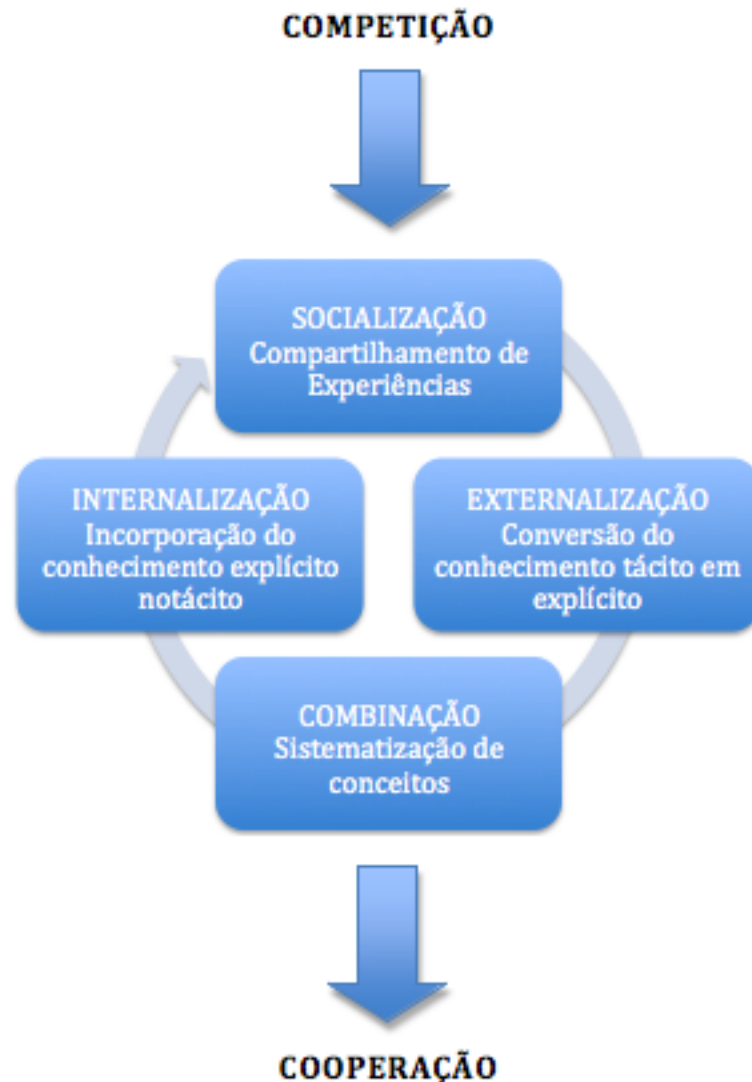 COMPETIÇÃO
SOCIALIZAÇÃO
Compartilhamento de
Experiências
INTERNALIZAÇÃO
Incorporação do
conhecimento explícito
notácito
EXTERNALIZAÇÃO
Conversão do
conhecimento tácito em
explícito
COMBINAÇÃO
Sistematização de
conceitos
COOPERAÇÃO